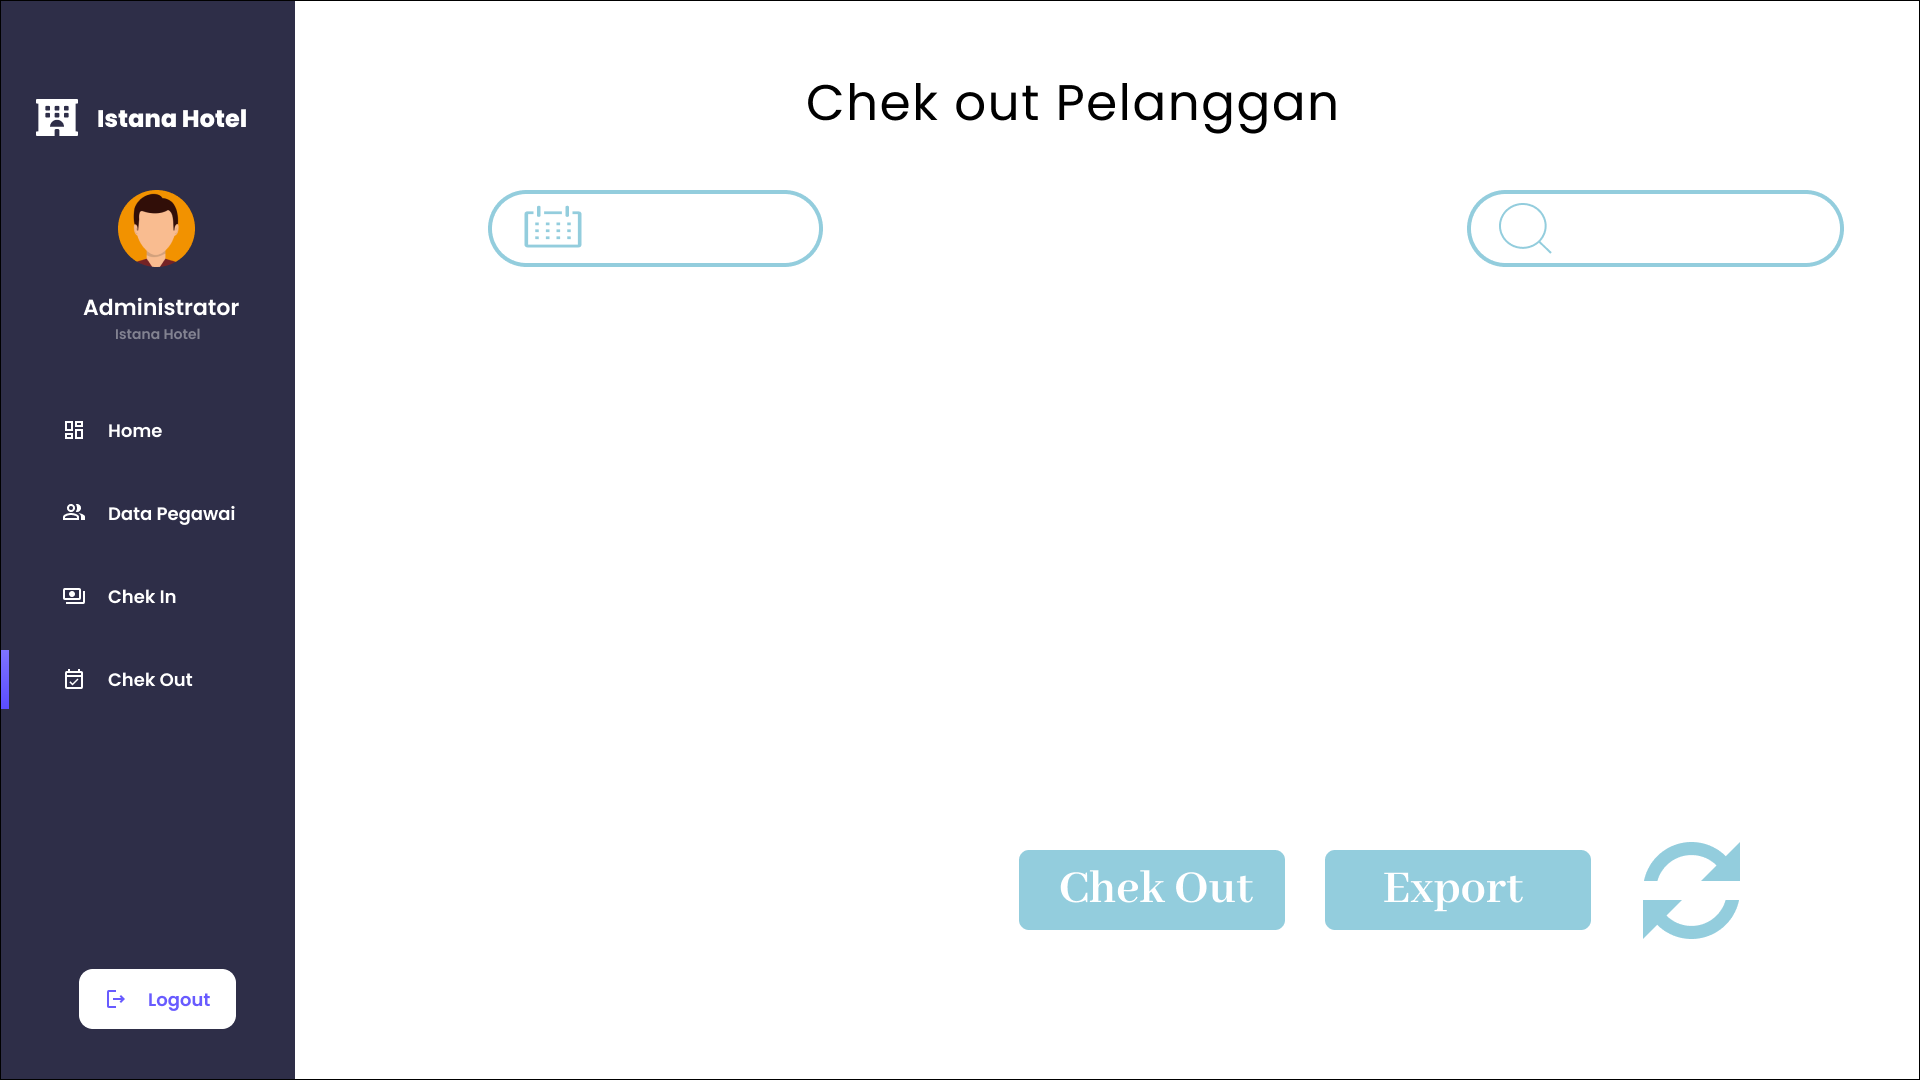 Istana Hotel
Administrator
Istana Hotel
Home
Data Pegawai
Chek In
Chek Out
Logout
Chek out Pelanggan
Chek Out
Export